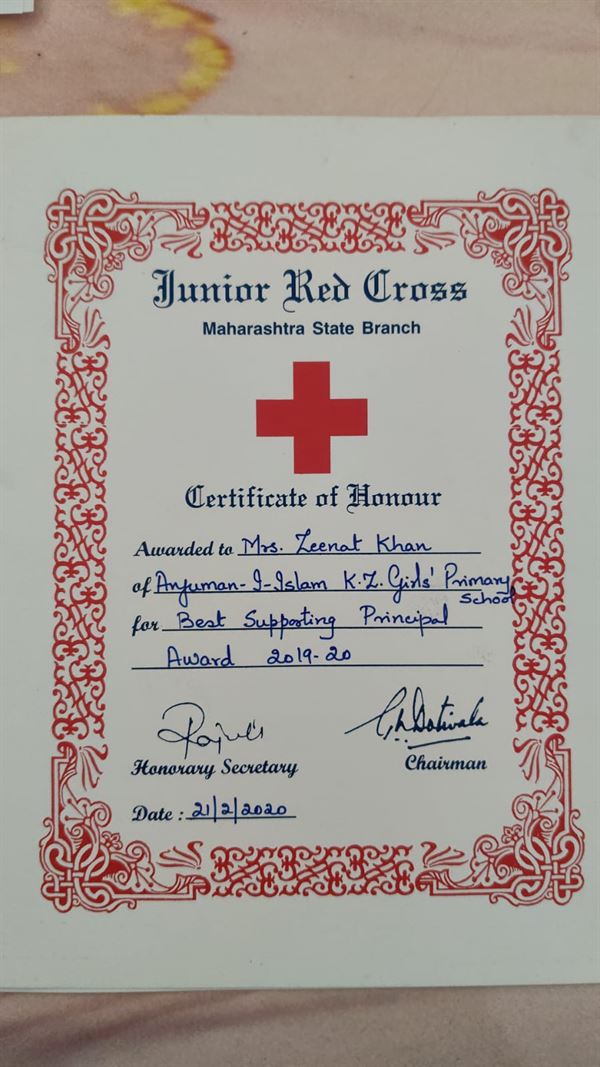 Junior Red Cross
Maharashtra State Branch
Certificate of Honour
Awarded to Mrs. Zeenat Khan
of Anjuman-I-Islam K.Z. Girls' Primary School
for Best Supporting Principal
Award 2019-20
Honorary Secretary
Chairman
Date : 21/2/2020